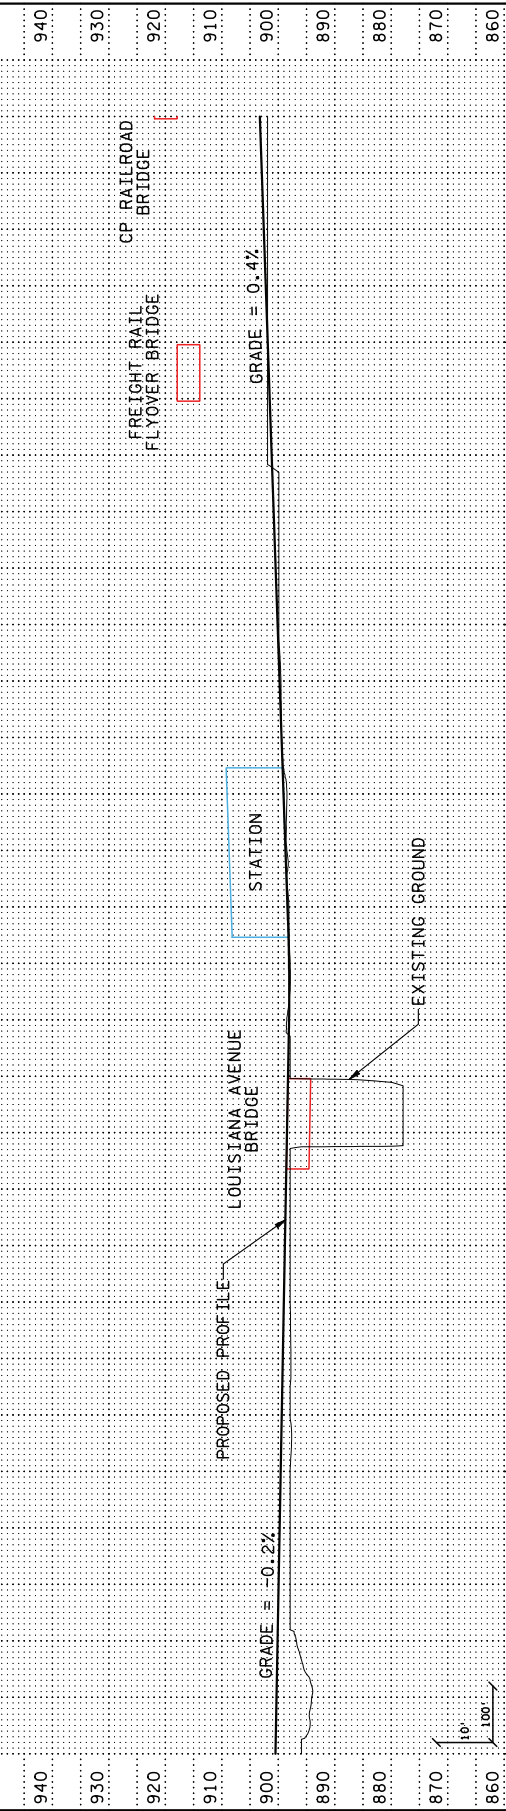 940
930
920
910
900
890
880
870
860
GRADE = -0.2%
PROPOSED PROFILE
LOUISIANA AVENUE
BRIDGE
EXISTING GROUND
STATION
GRADE = 0.4%
FREIGHT RAIL
FLYOVER BRIDGE
CP RAILROAD
BRIDGE
10'
100'
940
930
920
910
900
890
880
870
860